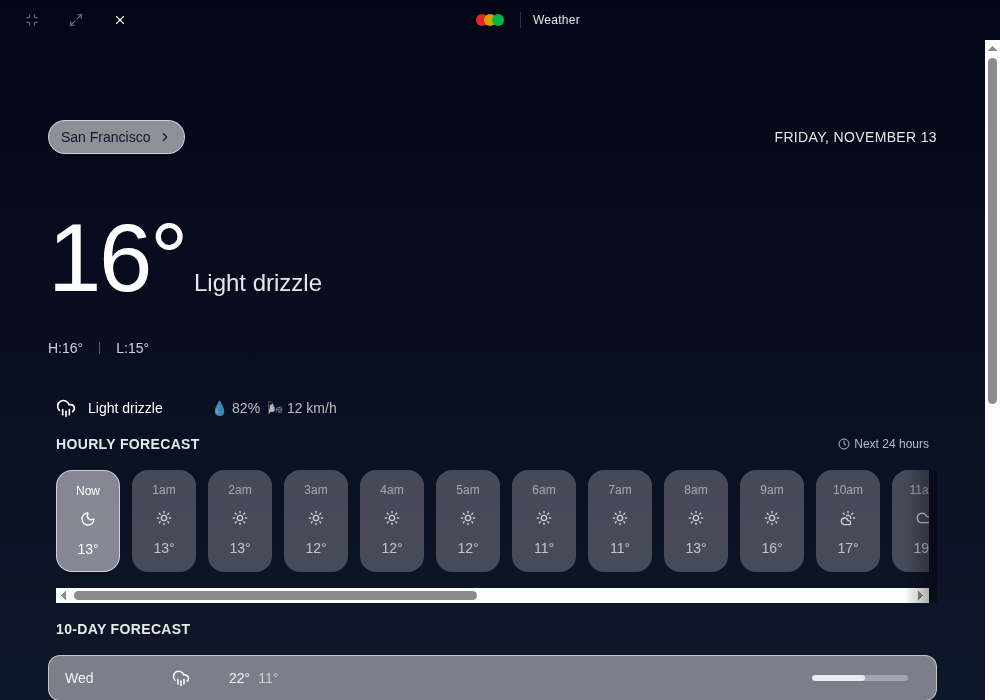 Weather
San Francisco
FRIDAY, NOVEMBER 13
16°
Light drizzle
H:16° L:15°
Light drizzle 82% 12 km/h
HOURLY FORECAST
Next 24 hours
Now 1am 2am 3am 4am 5am 6am 7am 8am 9am 10am 11a
13° 13° 13° 12° 12° 12° 11° 11° 13° 16° 17° 19
10-DAY FORECAST
Wed 22° 11°